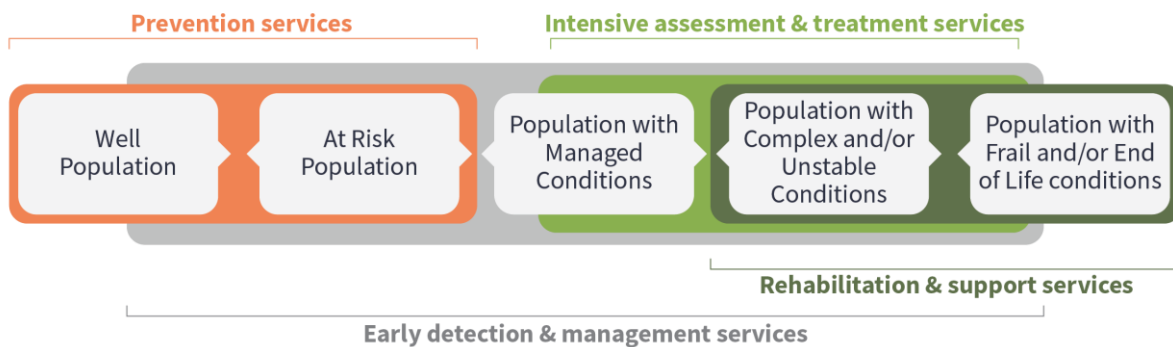 Prevention services
Intensive assessment & treatment services
Well
Population
At Risk
Population
Population with
Managed
Conditions
Population with
Complex and/or
Unstable
Conditions
Population with
Frail and/or End
of Life conditions
Rehabilitation & support services
Early detection & management services